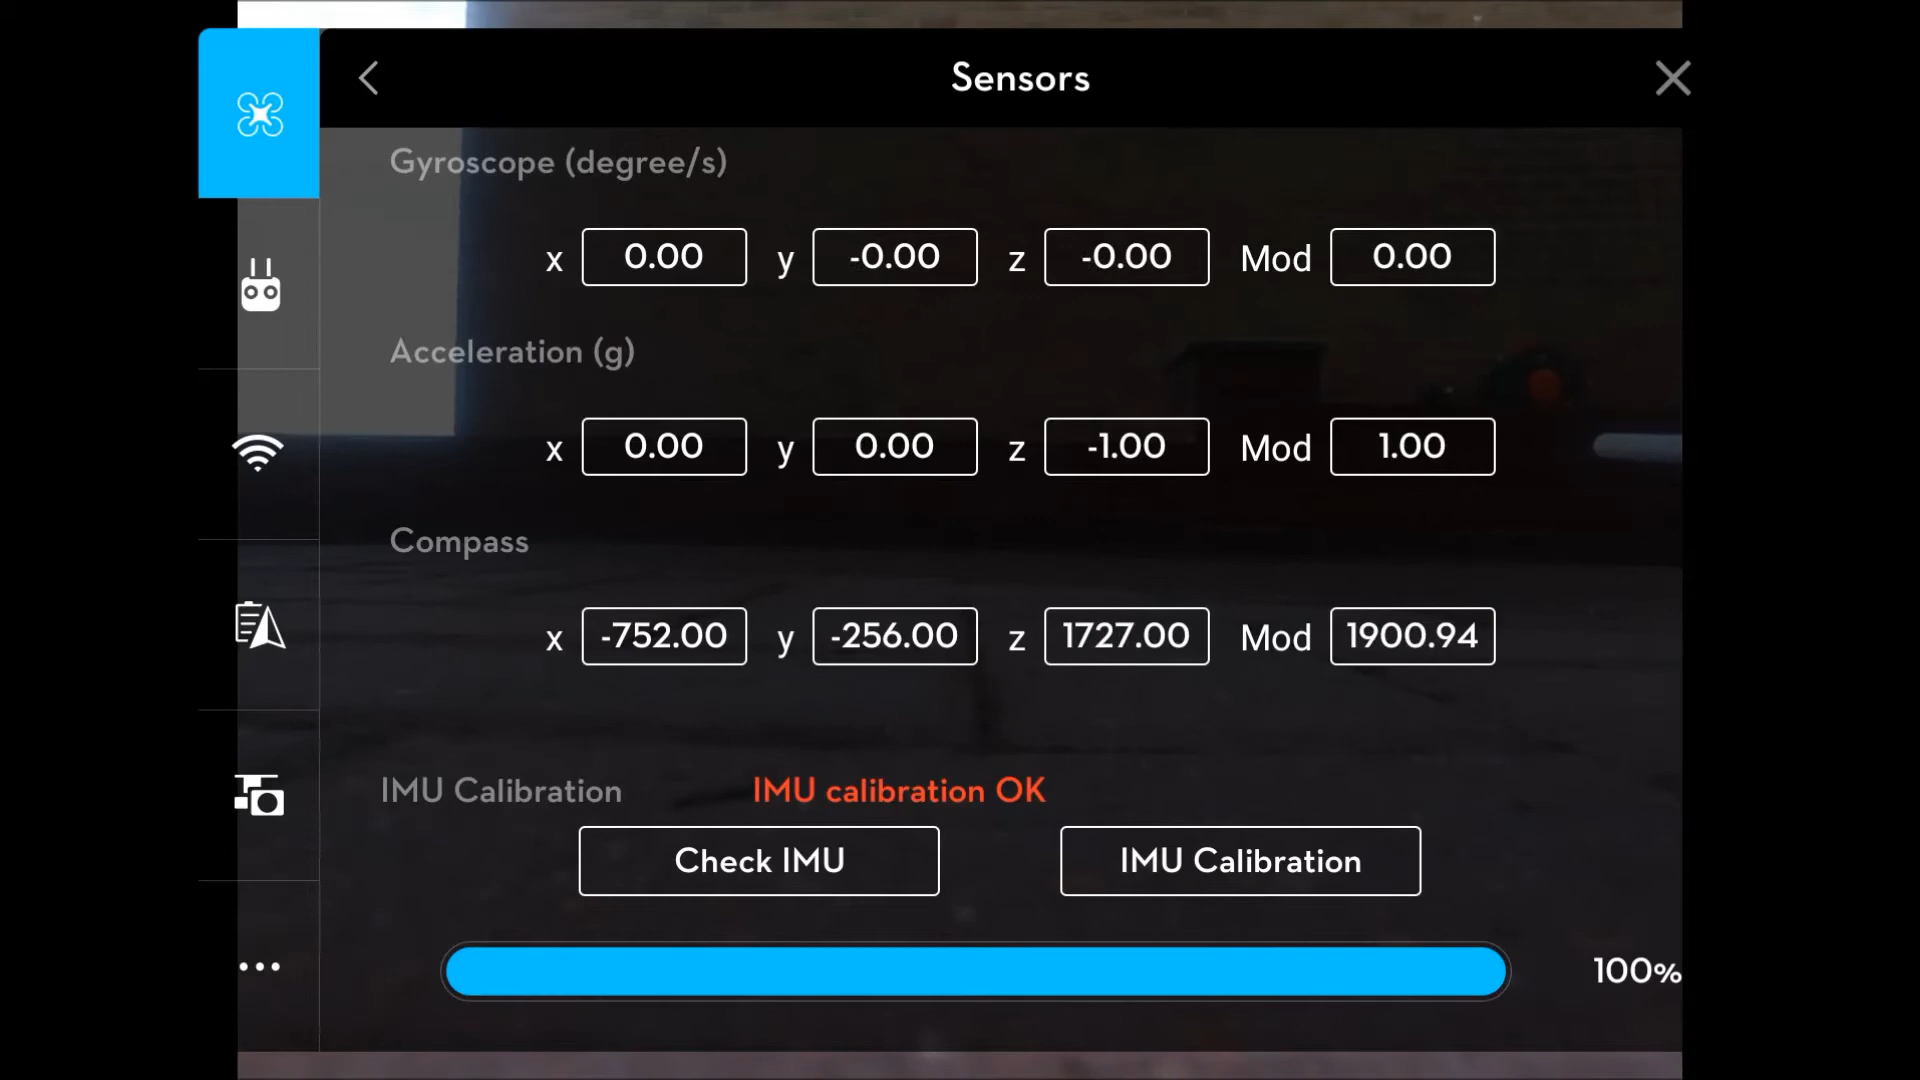 Sensors
Gyroscope (degree/s)
x 0.00 y -0.00 z -0.00 Mod 0.00
Acceleration (g)
x 0.00 y 0.00 z -1.00 Mod 1.00
Compass
x -752.00 y -256.00 z 1727.00 Mod 1900.94
IMU Calibration IMU calibration OK
Check IMU IMU Calibration
100%